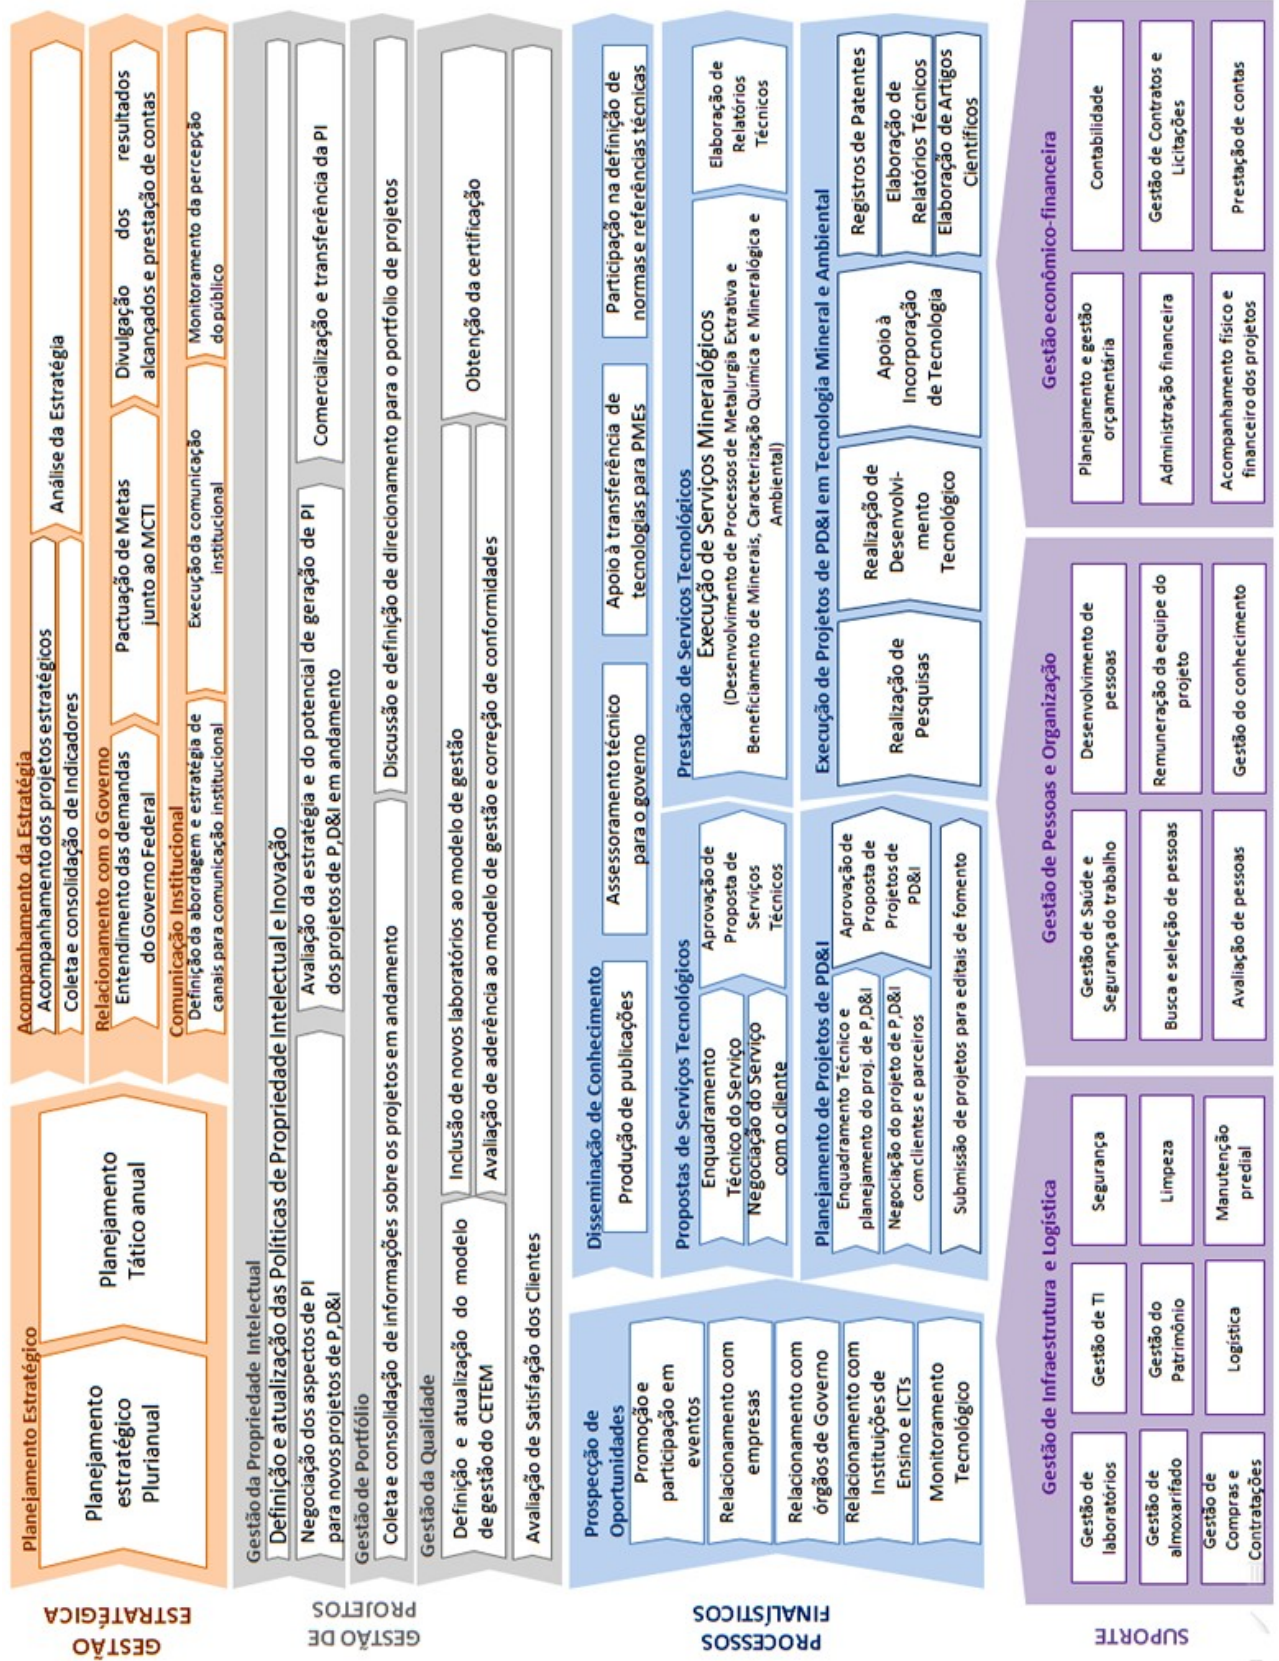 GESTÃO
ESTRATÉGICA
Planejamento Estratégico
Planejamento
estratégico
Plurianual
Planejamento
Tático anual
Acompanhamento da Estratégia
Acompanhamento dos projetos estratégicos
Coleta e consolidação de Indicadores
Análise da Estratégia
Relacionamento com o Governo
Entendimento das demandas
do Governo Federal
Pactuação de Metas
junto ao MCTI
Divulgação dos resultados
alcançados e prestação de contas
Comunicação Institucional
Definição da abordagem e estratégia de
canais para comunicação institucional
Execução da comunicação
institucional
Monitoramento da percepção
do público
GESTÃO DE
PROJETOS
Gestão da Propriedade Intelectual
Definição e atualização das Políticas de Propriedade Intelectual e Inovação
Negociação dos aspectos de PI
para novos projetos de P,D&I
Avaliação da estratégia e do potencial de geração de PI
dos projetos de P,D&I em andamento
Comercialização e transferência da PI
Gestão de Portfólio
Coleta e consolidação de informações sobre os projetos em andamento
Discussão e definição de direcionamento para o portfolio de projetos
Gestão da Qualidade
Definição e atualização do modelo
de gestão do CETEM
Inclusão de novos laboratórios ao modelo de gestão
Avaliação de aderência ao modelo de gestão e correção de conformidades
Obtenção da certificação
Avaliação de Satisfação dos Clientes
PROCESSOS
FINALÍSTICOS
Prospecção de
Oportunidades
Promoção e
participação em
eventos
Relacionamento com
empresas
Relacionamento com
órgãos de Governo
Relacionamento com
Instituições de
Ensino e ICTs
Monitoramento
Tecnológico
Disseminação de Conhecimento
Produção de publicações
Assessoramento técnico
para o governo
Apoio à transferência de
tecnologias para PMEs
Participação na definição de
normas e referências técnicas
Propostas de Serviços Tecnológicos
Enquadramento
Técnico do Serviço
Negociação do Serviço
com o cliente
Aprovação de
Proposta de
Serviços
Técnicos
Prestação de Serviços Tecnológicos
Execução de Serviços Mineralógicos
(Desenvolvimento de Processos de Metalurgia Extrativa e
Beneficiamento de Minerais, Caracterização Química e Mineralógica e
Ambiental)
Elaboração de
Relatórios
Técnicos
Planejamento de Projetos de PD&I
Enquadramento Técnico e
planejamento do proj. de P,D&I
Negociação do projeto de P,D&I
com clientes e parceiros
Aprovação de
Proposta de
Projetos de
PD&I
Submissão de projetos para editais de fomento
Execução de Projetos de PD&I em Tecnologia Mineral e Ambiental
Realização de
Pesquisas
Realização de
Desenvolvi-
mento
Tecnológico
Apoio à
Incorporação
de Tecnologia
Registros de Patentes
Elaboração de
Relatórios Técnicos
Elaboração de Artigos
Científicos
SUPORTE
Gestão de Infraestrutura e Logística
Gestão de
laboratórios
Gestão de TI
Segurança
Gestão de
almoxarifado
Gestão do
Patrimônio
Limpeza
Gestão de
Compras e
Contratações
Logística
Manutenção
predial
Gestão de Pessoas e Organização
Gestão de Saúde e
Segurança do trabalho
Desenvolvimento de
pessoas
Busca e seleção de pessoas
Remuneração da equipe do
projeto
Avaliação de pessoas
Gestão do conhecimento
Gestão econômico-financeira
Planejamento e gestão
orçamentária
Contabilidade
Administração financeira
Gestão de Contratos e
Licitações
Acompanhamento físico e
financeiro dos projetos
Prestação de contas